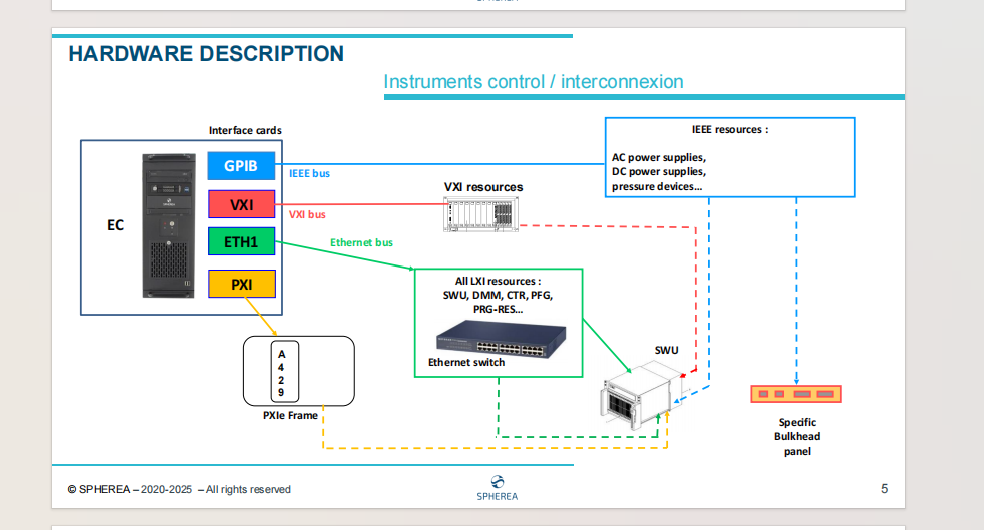 HARDWARE DESCRIPTION
Instruments control / interconnexion
Interface cards
EC
GPIB
VXI
ETH1
PXI
IEEE bus
VXI bus
Ethernet bus
VXI resources
IEEE resources :
AC power supplies,
DC power supplies,
pressure devices...
All LXI resources :
SWU, DMM, CTR, PFG,
PRG-RES...
Ethernet switch
SWU
A
4
2
9
PXIe Frame
Specific
Bulkhead
panel
© SPHEREA – 2020-2025 – All rights reserved
SPHEREA
5